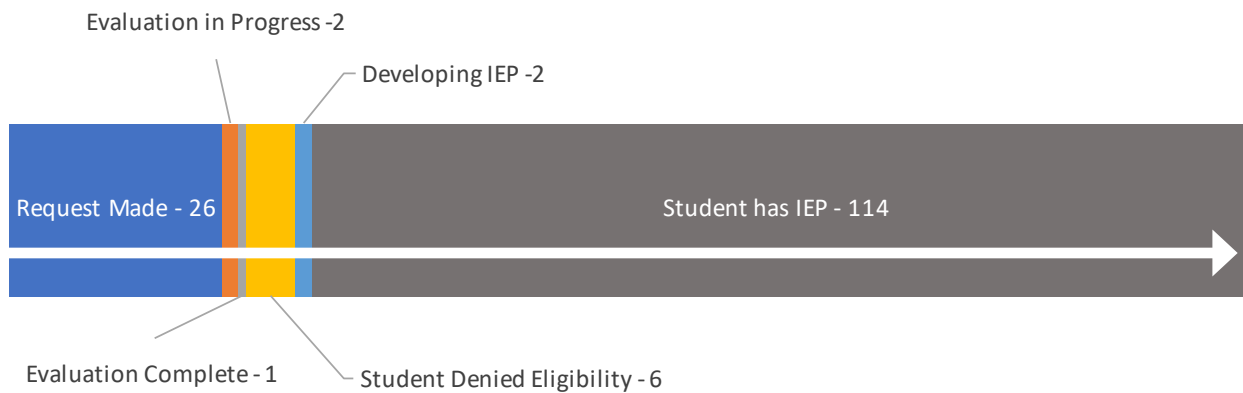 Evaluation in Progress -2
Developing IEP -2
Request Made - 26
Student has IEP - 114
Evaluation Complete - 1
Student Denied Eligibility - 6